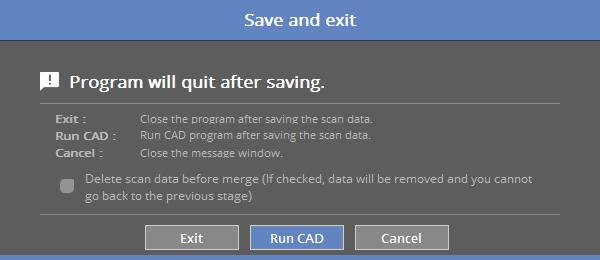 Save and exit
Program will quit after saving.
Exit : Close the program after saving the scan data.
Run CAD : Run CAD program after saving the scan data.
Cancel : Close the message window.
Delete scan data before merge (If checked, data will be removed and you cannot
go back to the previous stage)
Exit Run CAD Cancel